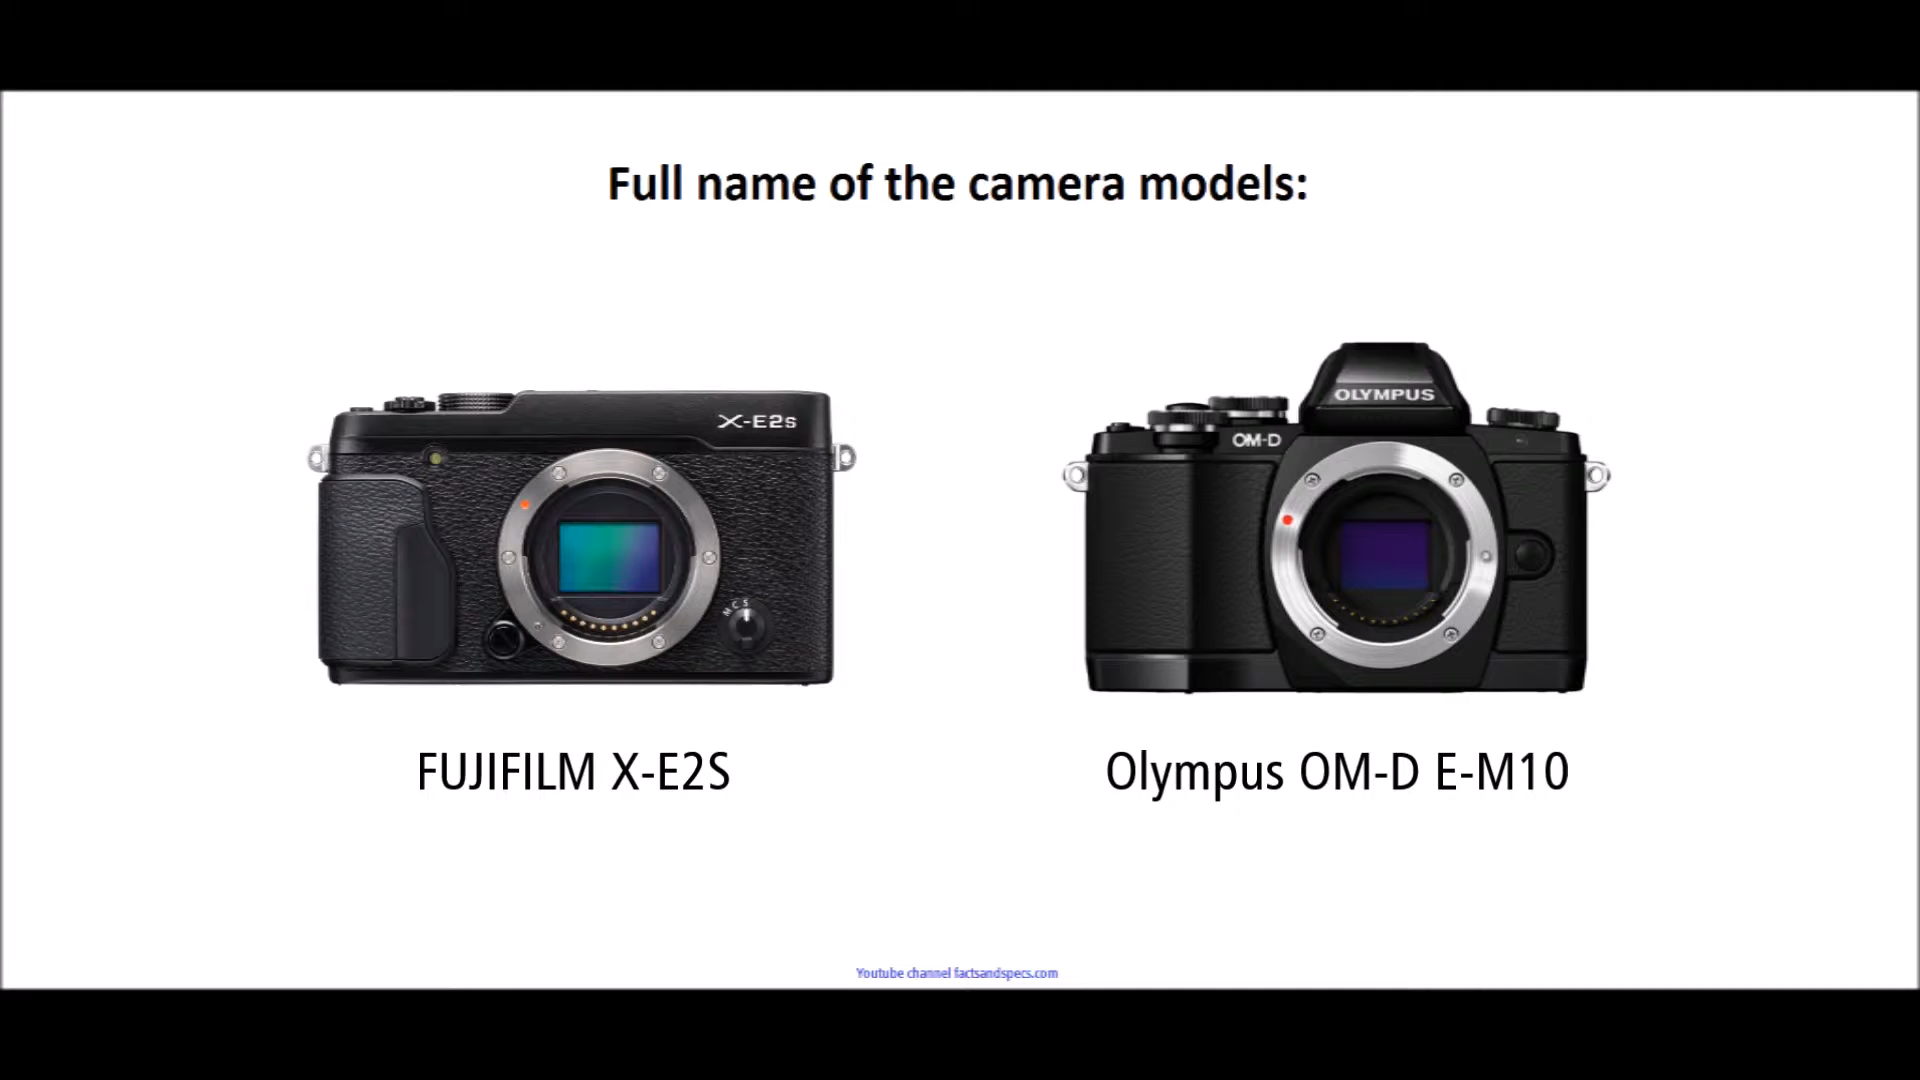 Full name of the camera models:
X-E2S
OLYMPUS
OM-D
M C S
FUJIFILM X-E2S
Olympus OM-D E-M10
Youtube channel factsandspecs.com